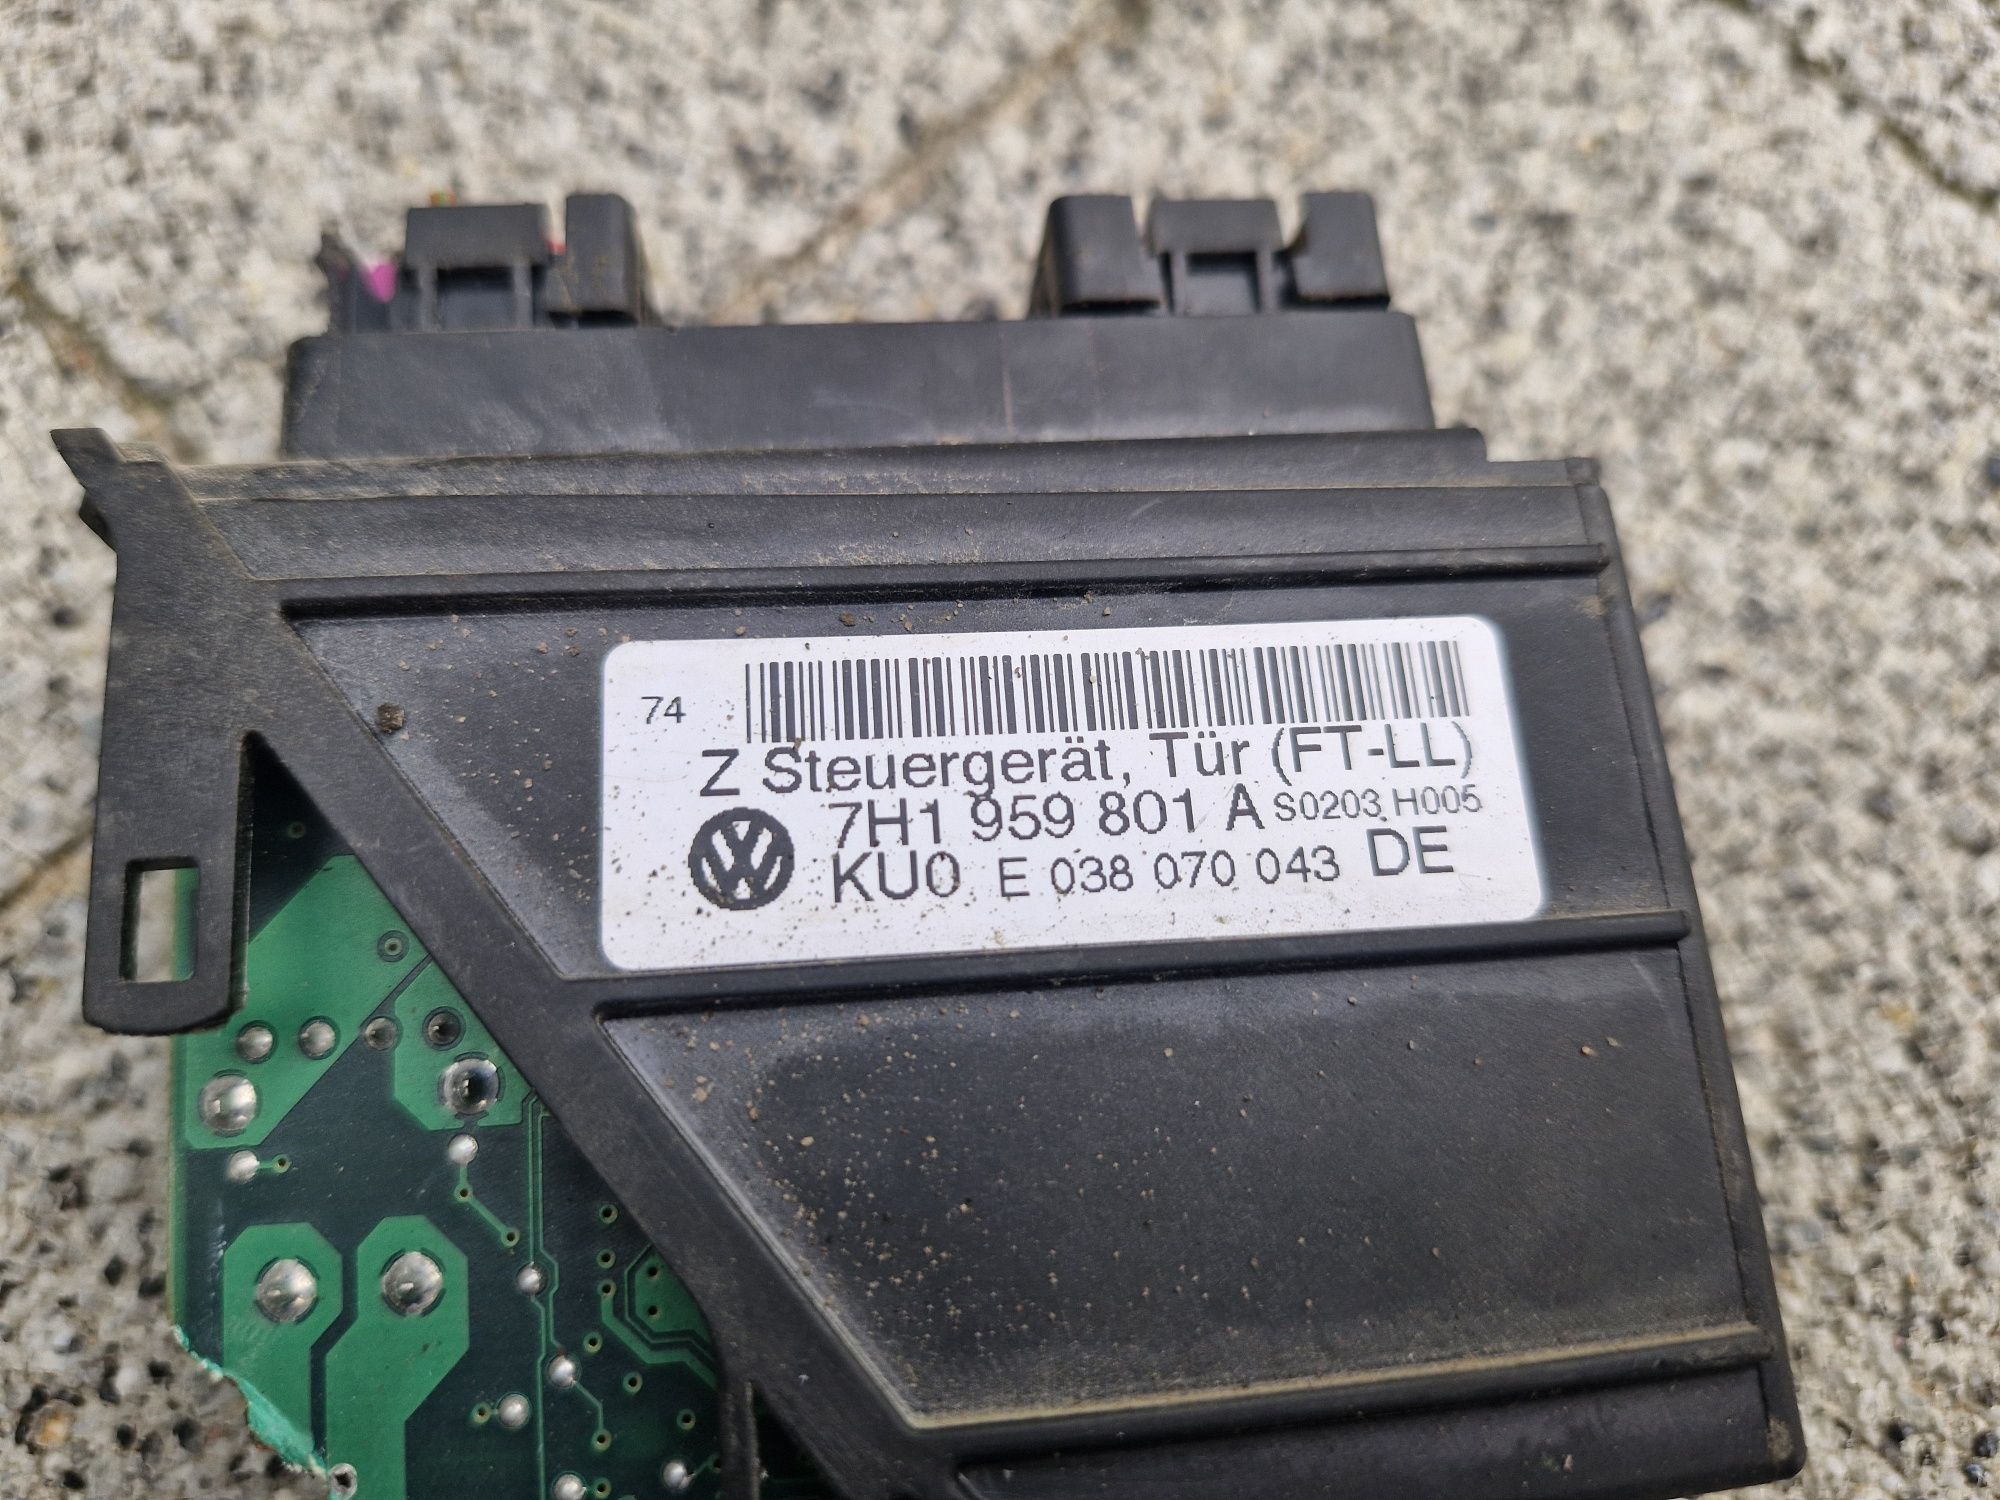 74
Z Steuergerät, Tür (FT-LL)
7H1 959 801 A S0203 H005
KU0 E 038 070 043 DE